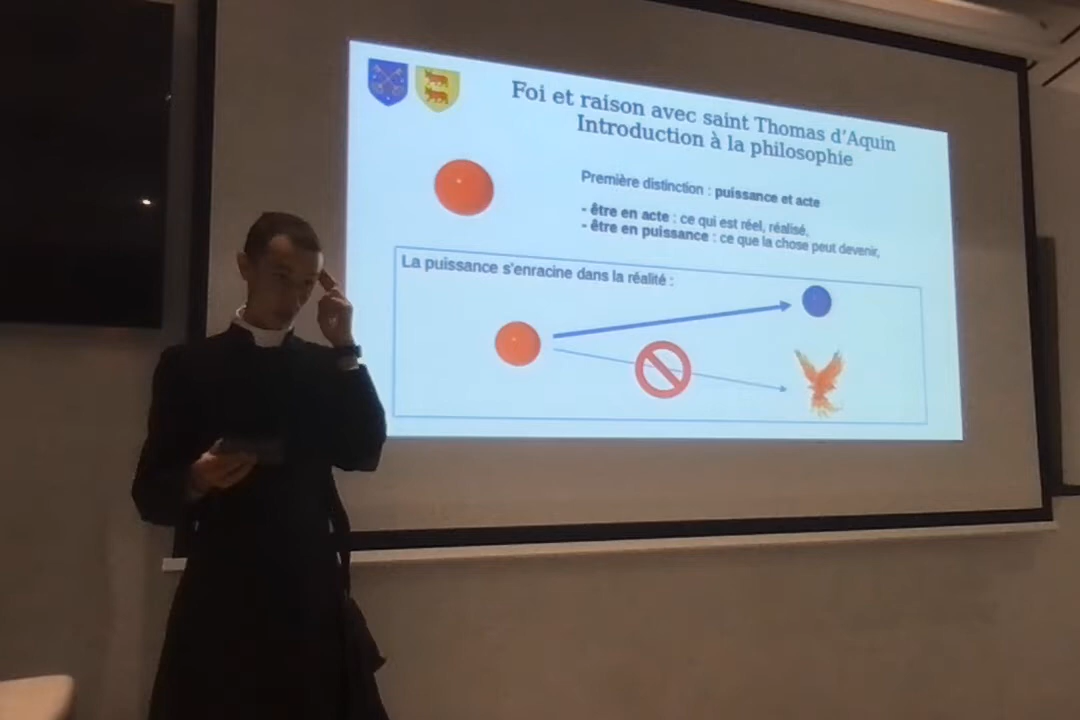 Foi et raison avec saint Thomas d'Aquin
Introduction à la philosophie
Première distinction : puissance et acte
- être en acte : ce qui est réel, réalisé,
- être en puissance : ce que la chose peut devenir,
La puissance s'enracine dans la réalité :